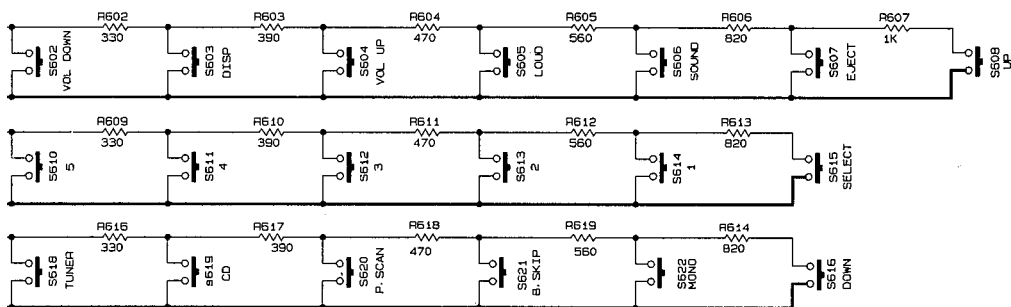 R602
330
R603
390
R604
470
R605
560
R606
820
R607
1K
S602
VOL DOWN
S603
DISP
S604
VOL UP
S605
LOUD
S606
SOUND
S607
EJECT
S608
UP
R609
330
R610
390
R611
470
R612
560
R613
820
S610
5
S611
4
S612
3
S613
2
S614
1
S615
SELECT
R616
330
R617
390
R618
470
R619
560
R614
820
S618
TUNER
S619
CD
S620
P.SCAN
S621
B.SKIP
S622
MONO
S616
DOWN